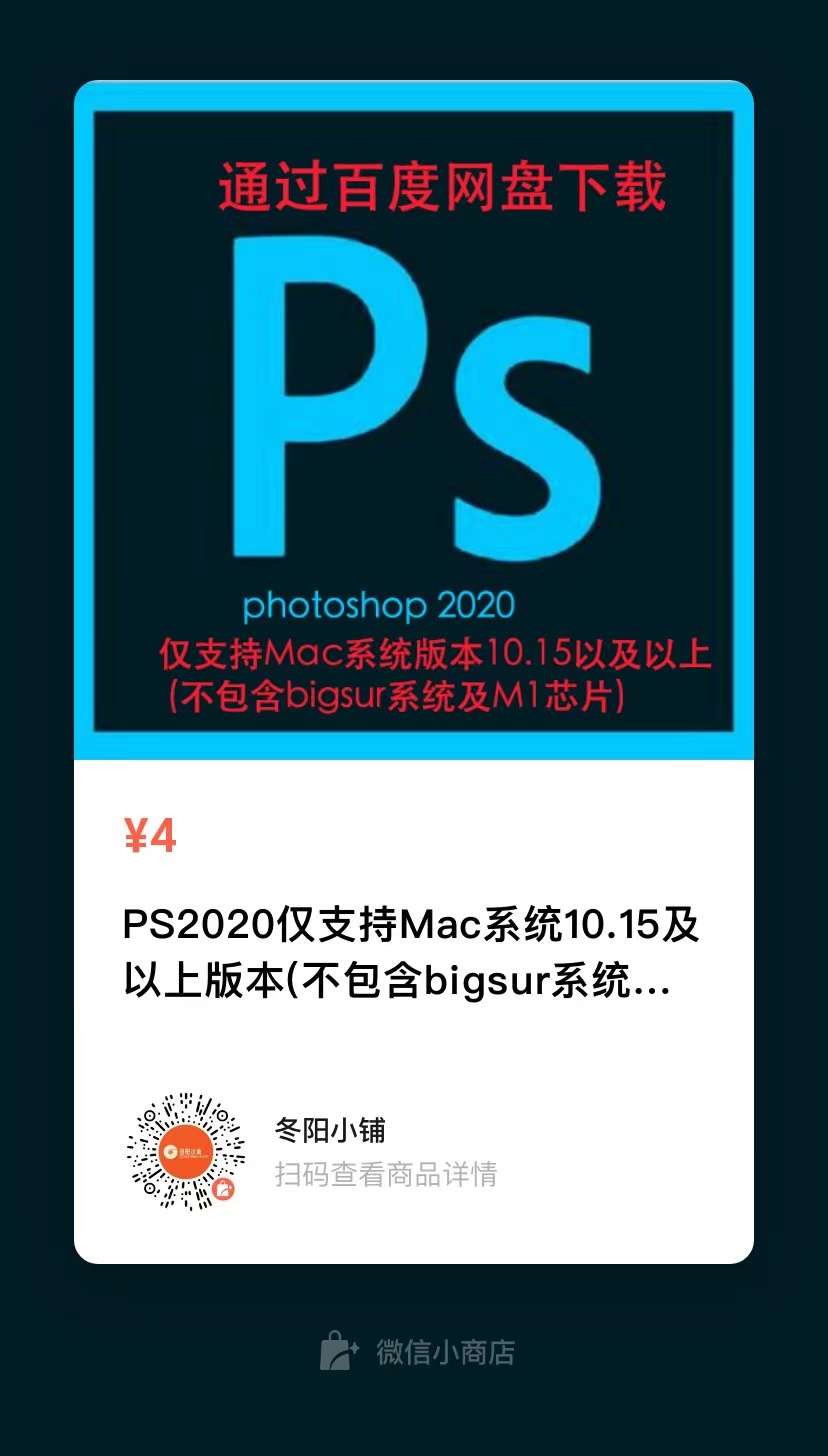 通过百度网盘下载
Ps
photoshop 2020
仅支持Mac系统版本10.15以及以上
(不包含bigsur系统及M1芯片)
¥4
PS2020仅支持Mac系统10.15及
以上版本(不包含bigsur系统...
冬阳小铺
扫码查看商品详情
微信小商店